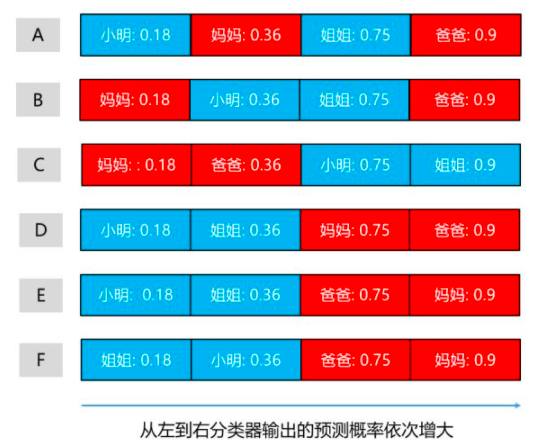 A 小明: 0.18 妈妈: 0.36 姐姐: 0.75 爸爸: 0.9
B 妈妈: 0.18 小明: 0.36 姐姐: 0.75 爸爸: 0.9
C 妈妈: : 0.18 爸爸: 0.36 小明: 0.75 姐姐: 0.9
D 小明: 0.18 姐姐: 0.36 妈妈: 0.75 爸爸: 0.9
E 小明: 0.18 姐姐: 0.36 爸爸: 0.75 妈妈: 0.9
F 姐姐: 0.18 小明: 0.36 爸爸: 0.75 妈妈: 0.9
从左到右分类器输出的预测概率依次增大